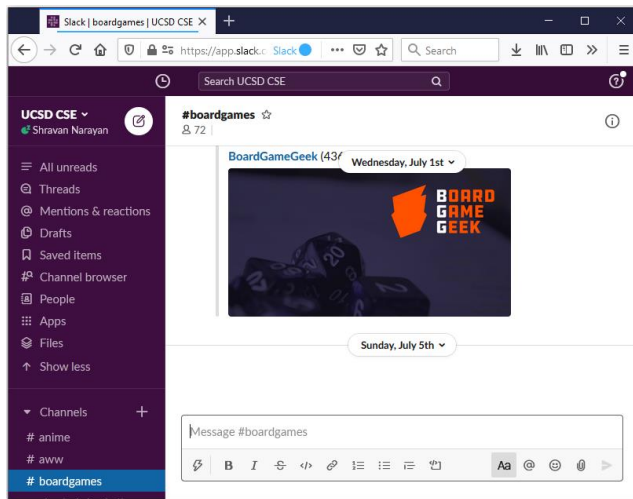 Slack | boardgames | UCSD CSE
https://app.slack.c Slack
Search
Search UCSD CSE
UCSD CSE
Shravan Narayan
#boardgames
72
All unreads
Threads
Mentions & reactions
Drafts
Saved items
Channel browser
People
Apps
Files
Show less
Channels
# anime
# aww
# boardgames
BoardGameGeek (436
Wednesday, July 1st
BOARD
GAME
GEEK
20
Sunday, July 5th
Message #boardgames
B I S </> Aa @